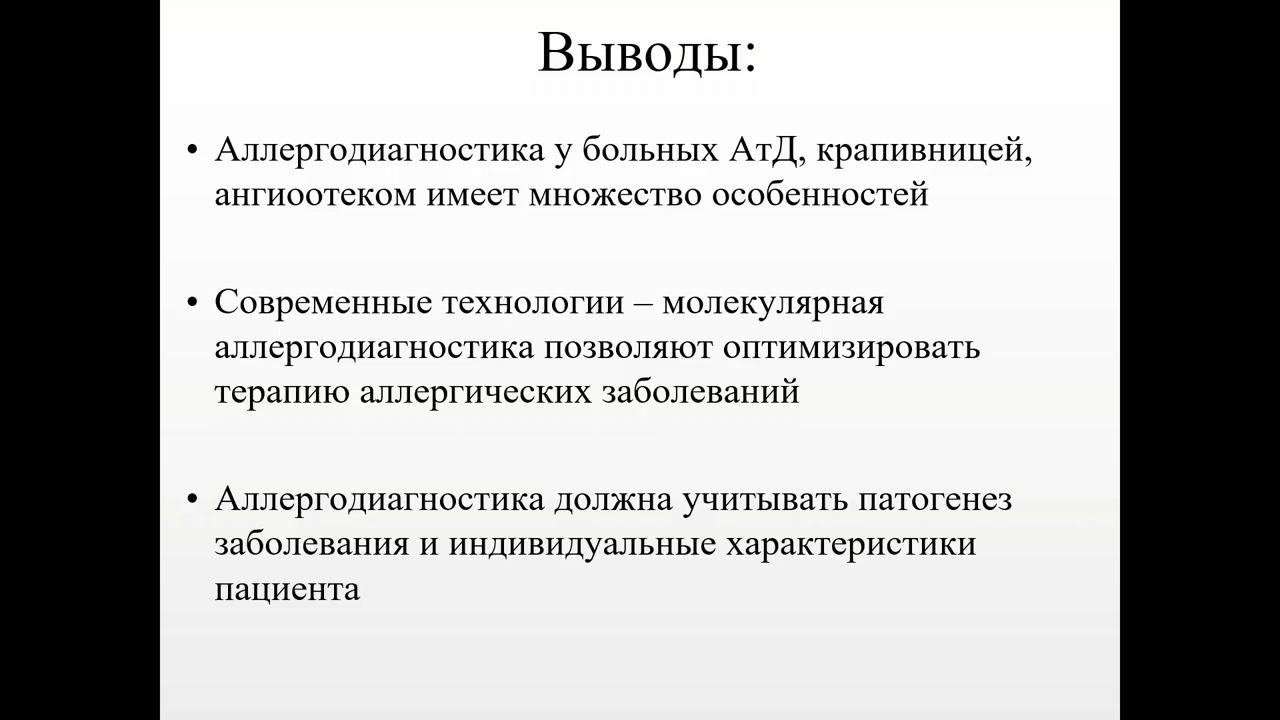 Выводы:
• Аллергодиагностика у больных АтД, крапивницей,
ангиоотеком имеет множество особенностей
• Современные технологии – молекулярная
аллергодиагностика позволяют оптимизировать
терапию аллергических заболеваний
• Аллергодиагностика должна учитывать патогенез
заболевания и индивидуальные характеристики
пациента